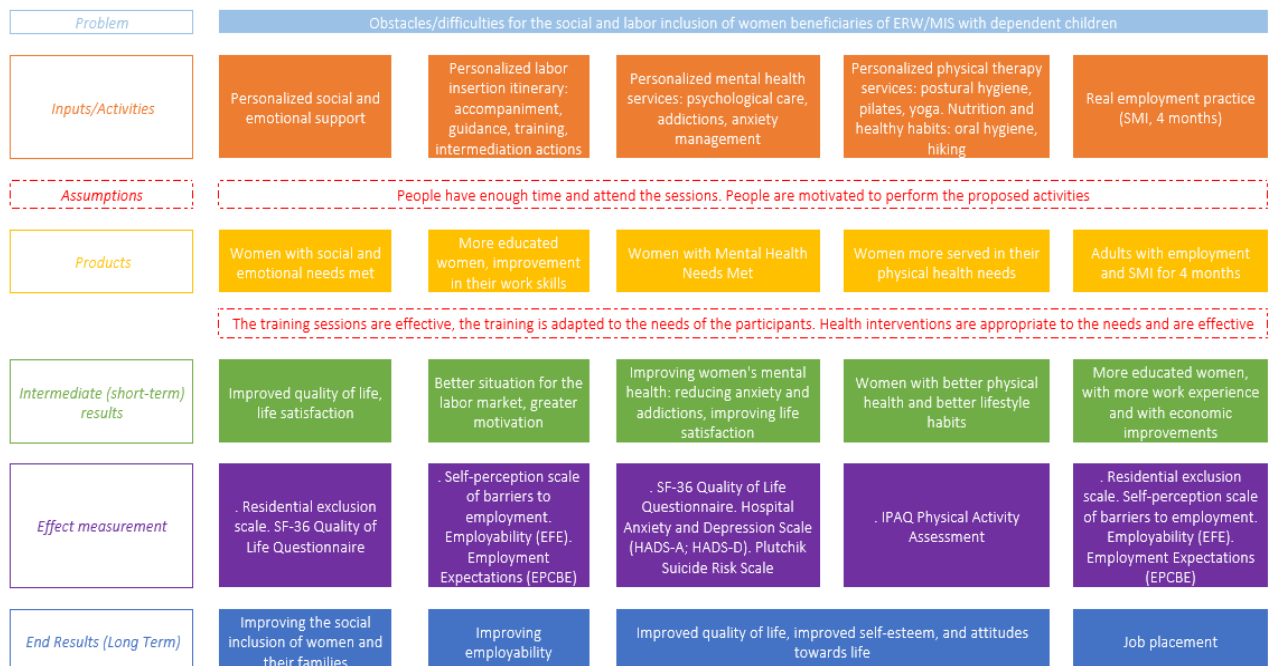 Problem
Obstacles/difficulties for the social and labor inclusion of women beneficiaries of ERW/MIS with dependent children
Inputs/Activities
Personalized social and
emotional support
Personalized labor
insertion itinerary:
accompaniment,
guidance, training,
intermediation actions
Personalized mental health
services: psychological care,
addictions, anxiety
management
Personalized physical therapy
services: postural hygiene,
pilates, yoga. Nutrition and
healthy habits: oral hygiene,
hiking
Real employment practice
(SMI, 4 months)
Assumptions
People have enough time and attend the sessions. People are motivated to perform the proposed activities
Products
Women with social and
emotional needs met
More educated
women, improvement
in their work skills
Women with Mental Health
Needs Met
Women more served in their
physical health needs
Adults with employment
and SMI for 4 months
The training sessions are effective, the training is adapted to the needs of the participants. Health interventions are appropriate to the needs and are effective
Intermediate (short-term)
results
Improved quality of life,
life satisfaction
Better situation for the
labor market, greater
motivation
Improving women's mental
health: reducing anxiety and
addictions, improving life
satisfaction
Women with better physical
health and better lifestyle
habits
More educated women,
with more work experience
and with economic
improvements
Effect measurement
. Residential exclusion
scale. SF-36 Quality of
Life Questionnaire
. Self-perception scale
of barriers to
employment.
Employability (EFE).
Employment
Expectations (EPCBE)
. SF-36 Quality of Life
Questionnaire. Hospital
Anxiety and Depression Scale
(HADS-A; HADS-D). Plutchik
Suicide Risk Scale
. IPAQ Physical Activity
Assessment
. Residential exclusion
scale. Self-perception scale
of barriers to employment.
Employability (EFE).
Employment Expectations
(EPCBE)
End Results (Long Term)
Improving the social
inclusion of women and
their families
Improving
employability
Improved quality of life, improved self-esteem, and attitudes
towards life
Job placement